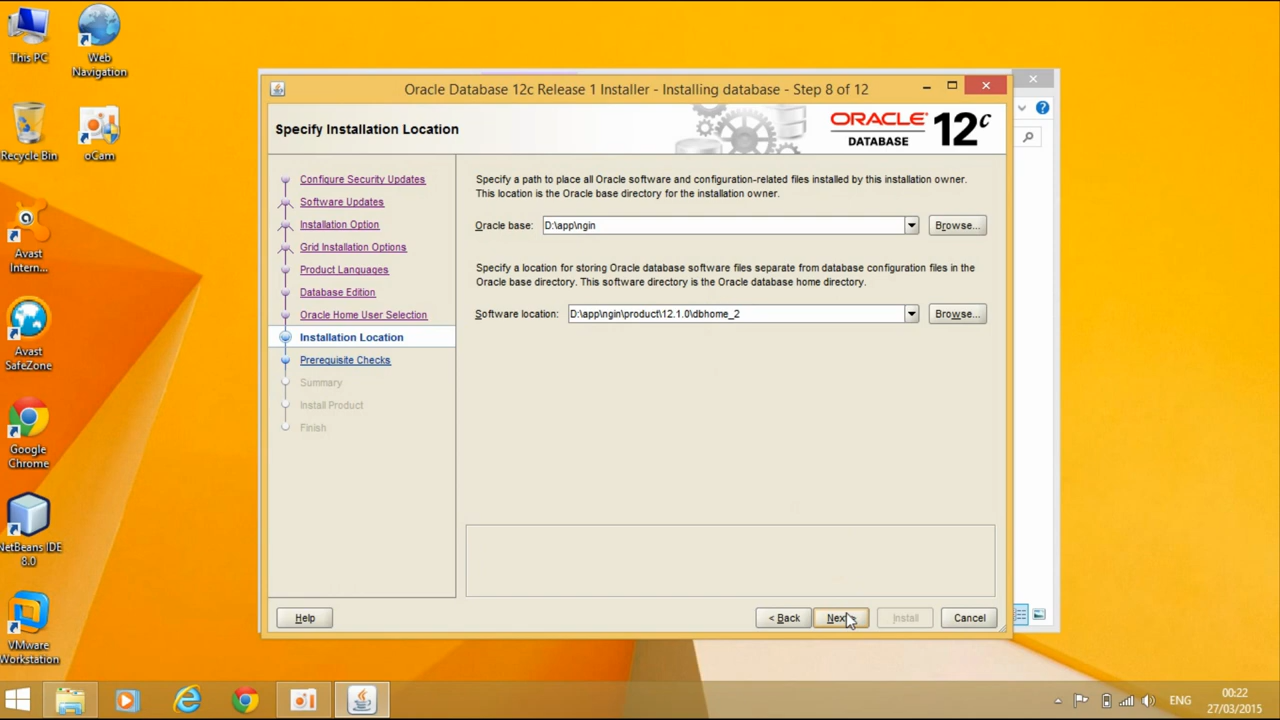 This PC
Web
Navigation
Recycle Bin
oCam
Avast
Intern...
Avast
SafeZone
Google
Chrome
NetBeans IDE
8.0
VMware
Workstation
Oracle Database 12c Release 1 Installer - Installing database - Step 8 of 12
Specify Installation Location
ORACLE
DATABASE
12c
Configure Security Updates
Software Updates
Installation Option
Grid Installation Options
Product Languages
Database Edition
Oracle Home User Selection
Installation Location
Prerequisite Checks
Summary
Install Product
Finish
Specify a path to place all Oracle software and configuration-related files installed by this installation owner.
This location is the Oracle base directory for the installation owner.
Oracle base: D:\app\ngin Browse...
Specify a location for storing Oracle database software files separate from database configuration files in the
Oracle base directory. This software directory is the Oracle database home directory.
Software location: D:\app\ngin\product\12.1.0\dbhome_2 Browse...
Help < Back Next Install Cancel
ENG
00:22
27/03/2015